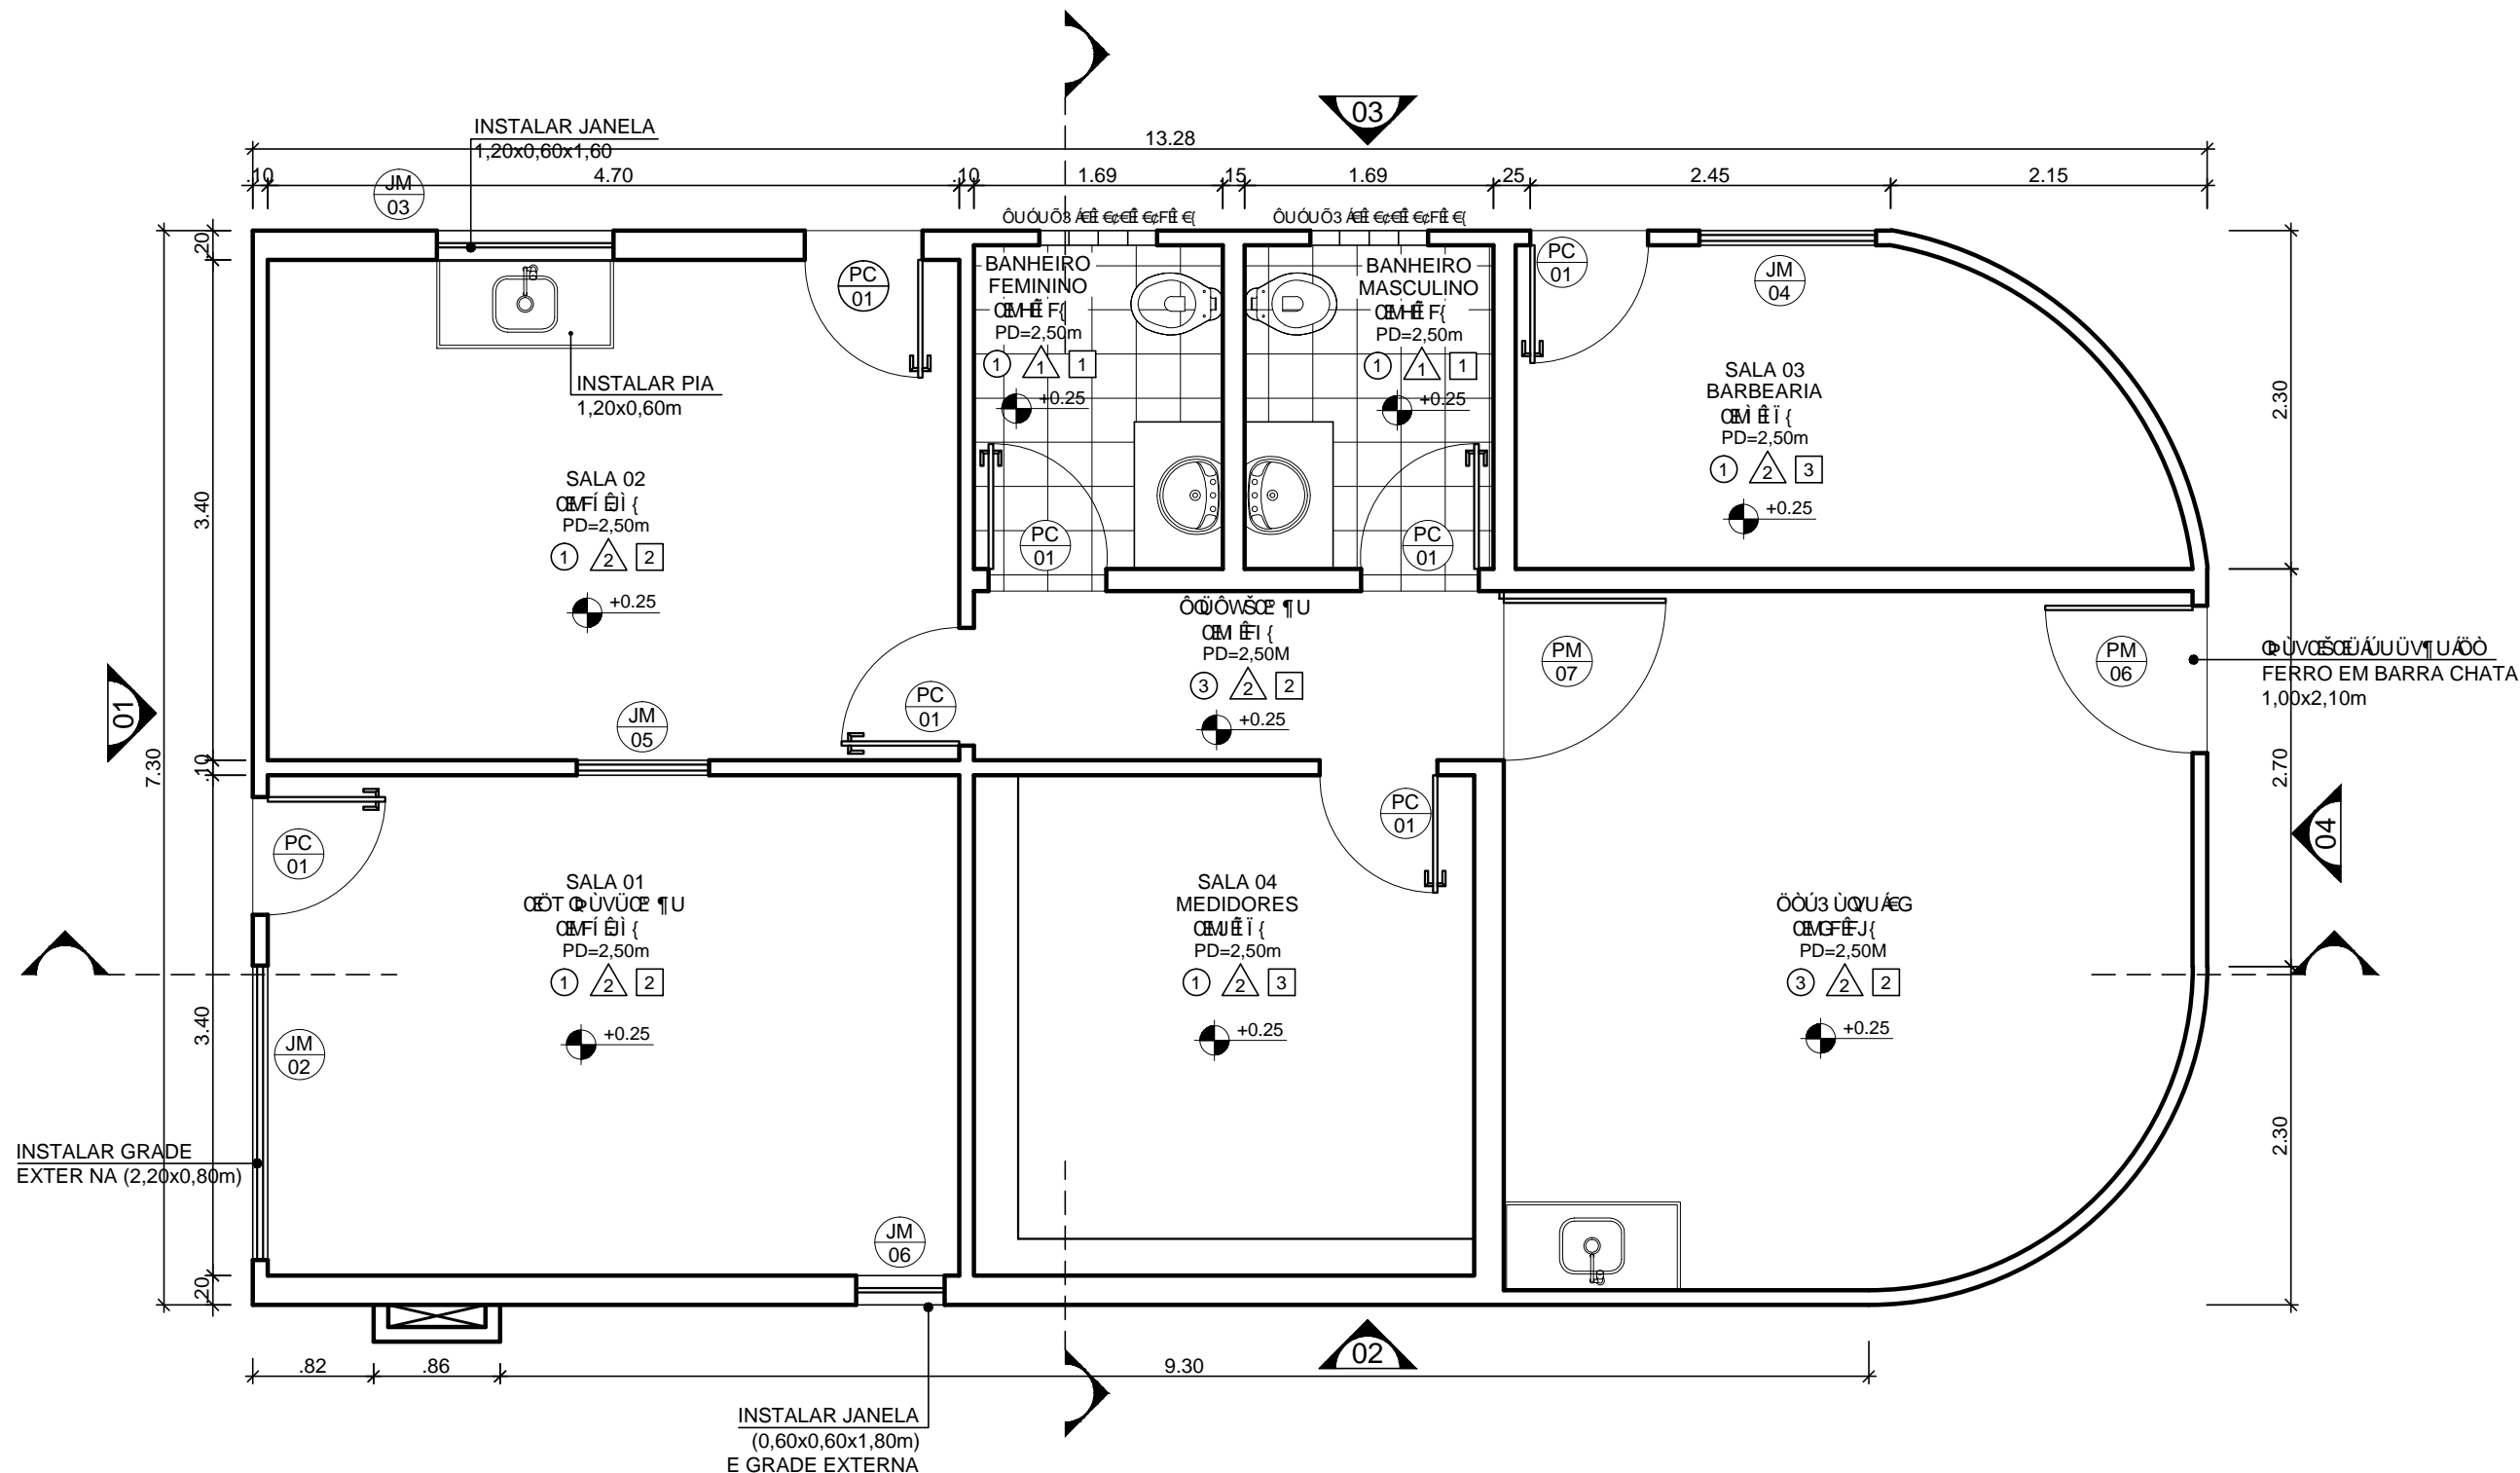 03
INSTALAR JANELA
1,20x0,60x1,60
13.28
.10
4.70
.10
1.69
.15
1.69
.25
2.45
2.15
JM
03
.20
PC
01
BANHEIRO
FEMININO
PD=2,50m
1 1 1
+0.25
BANHEIRO
MASCULINO
PD=2,50m
1 1 1
+0.25
PC
01
JM
04
INSTALAR PIA
1,20x0,60m
SALA 03
BARBEARIA
PD=2,50m
1 2 3
+0.25
2.30
SALA 02
PD=2,50m
1 2 2
+0.25
3.40
PC
01
PC
01
PD=2,50M
3 2 2
+0.25
PM
07
PM
06
FERRO EM BARRA CHATA
1,00x2,10m
01
7.30
.10
JM
05
PC
01
2.70
04
PC
01
PC
01
SALA 01
PD=2,50m
1 2 2
+0.25
SALA 04
MEDIDORES
PD=2,50m
1 2 3
+0.25
PD=2,50M
3 2 2
+0.25
3.40
JM
02
2.30
INSTALAR GRADE
EXTER NA (2,20x0,80m)
JM
06
.20
.82
.86
9.30
02
INSTALAR JANELA
(0,60x0,60x1,80m)
E GRADE EXTERNA